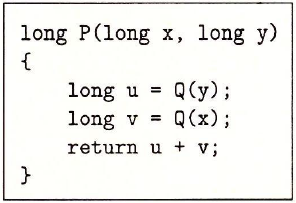 long P(long x, long y)
{
    long u = Q(y);
    long v = Q(x);
    return u + v;
}